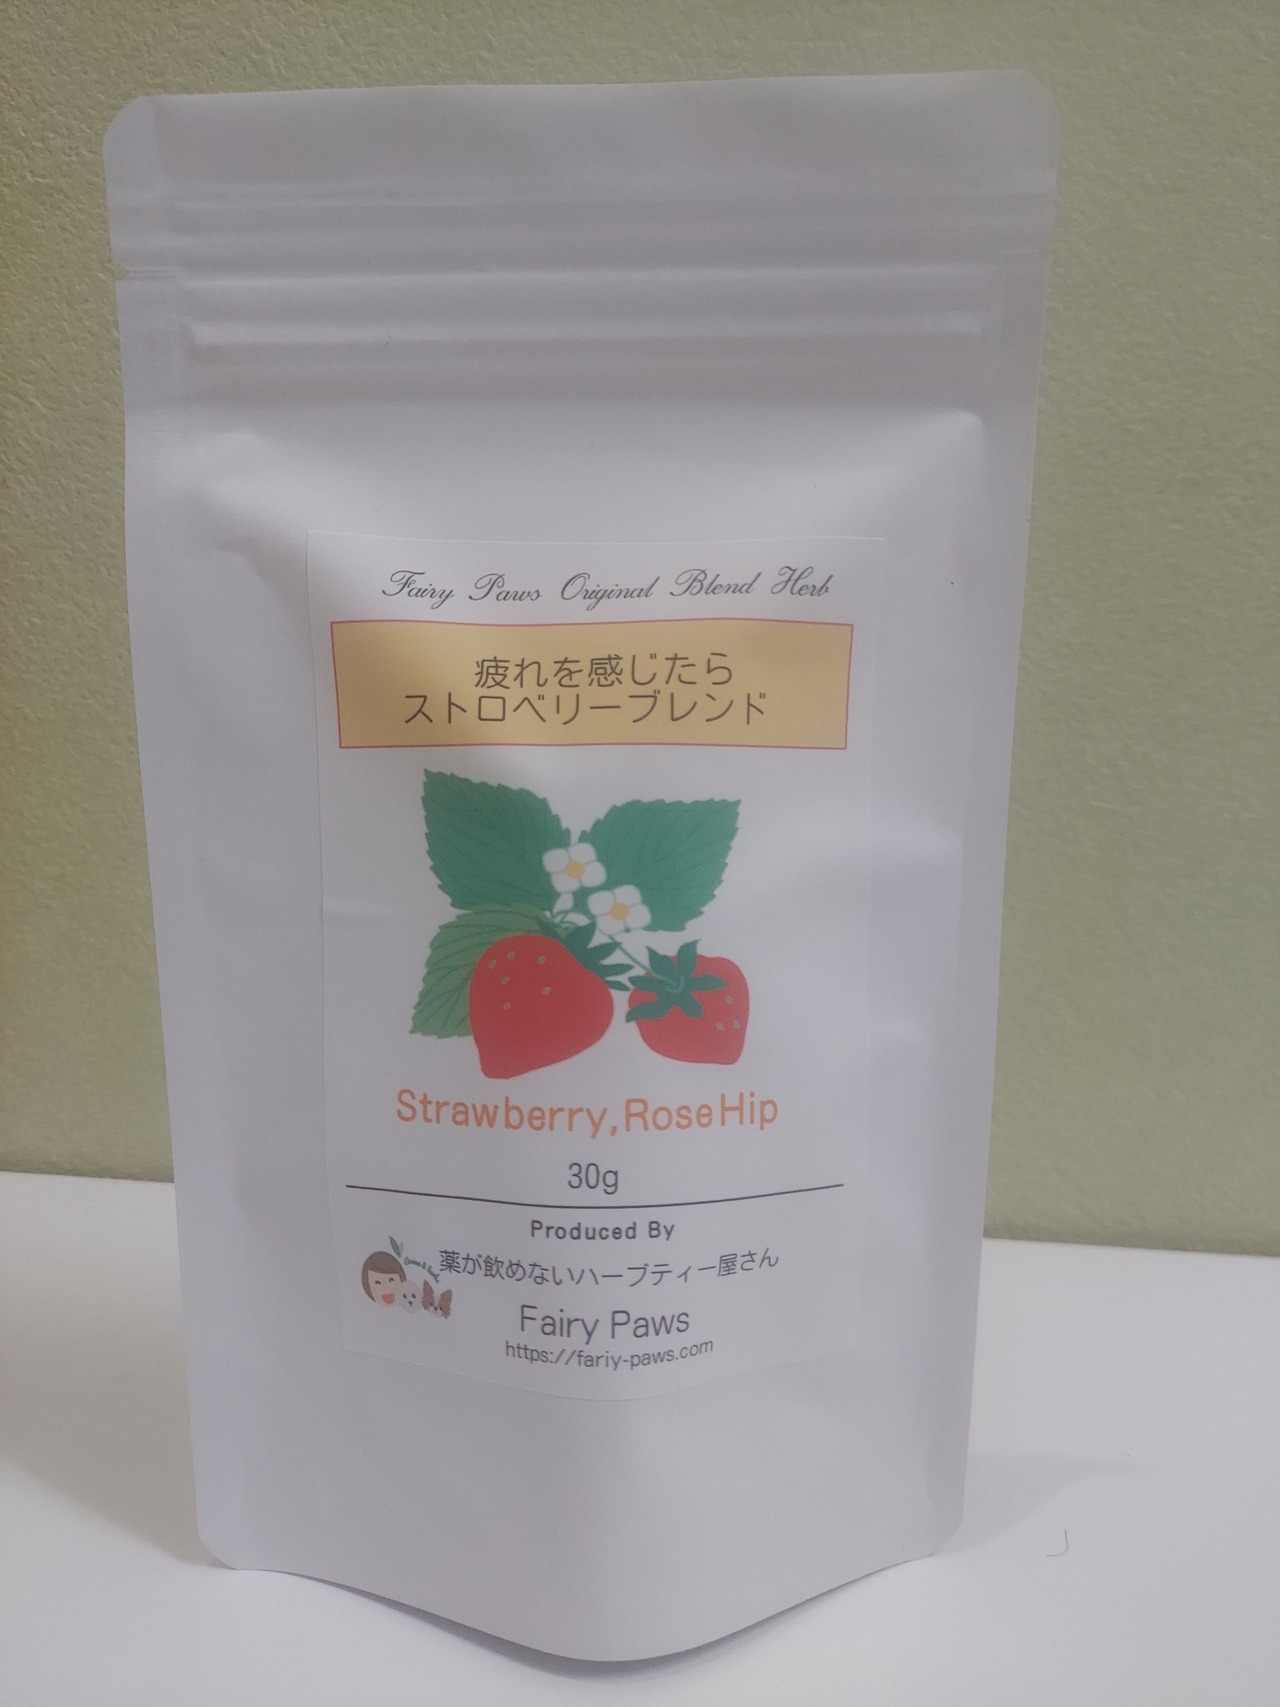 Fairy Paws Original Blend Herb
疲れを感じたら
ストロベリーブレンド
Strawberry, Rose Hip
30g
Produced By
薬が飲めないハーブティー屋さん
Fairy Paws
https://fariy-paws.com